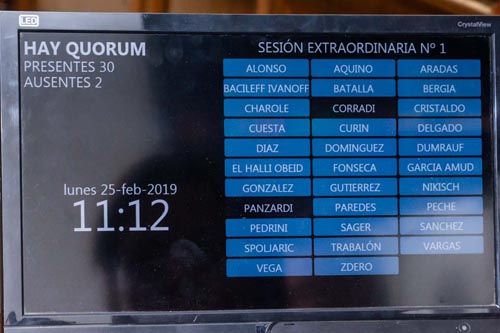 LED
CrystalView
HAY QUORUM
PRESENTES 30
AUSENTES 2
lunes 25-feb-2019
11:12
SESIÓN EXTRAORDINARIA Nº 1
ALONSO AQUINO ARADAS
BACILEFF IVANOFF BATALLA BERGIA
CHAROLE CORRADI CRISTALDO
CUESTA CURIN DELGADO
DIAZ DOMINGUEZ DUMRAUF
EL HALLI OBEID FONSECA GARCIA AMUD
GONZALEZ GUTIERREZ NIKISCH
PANZARDI PAREDES PECHE
PEDRINI SAGER SANCHEZ
SPOLJARIC TRABALÓN VARGAS
VEGA ZDERO